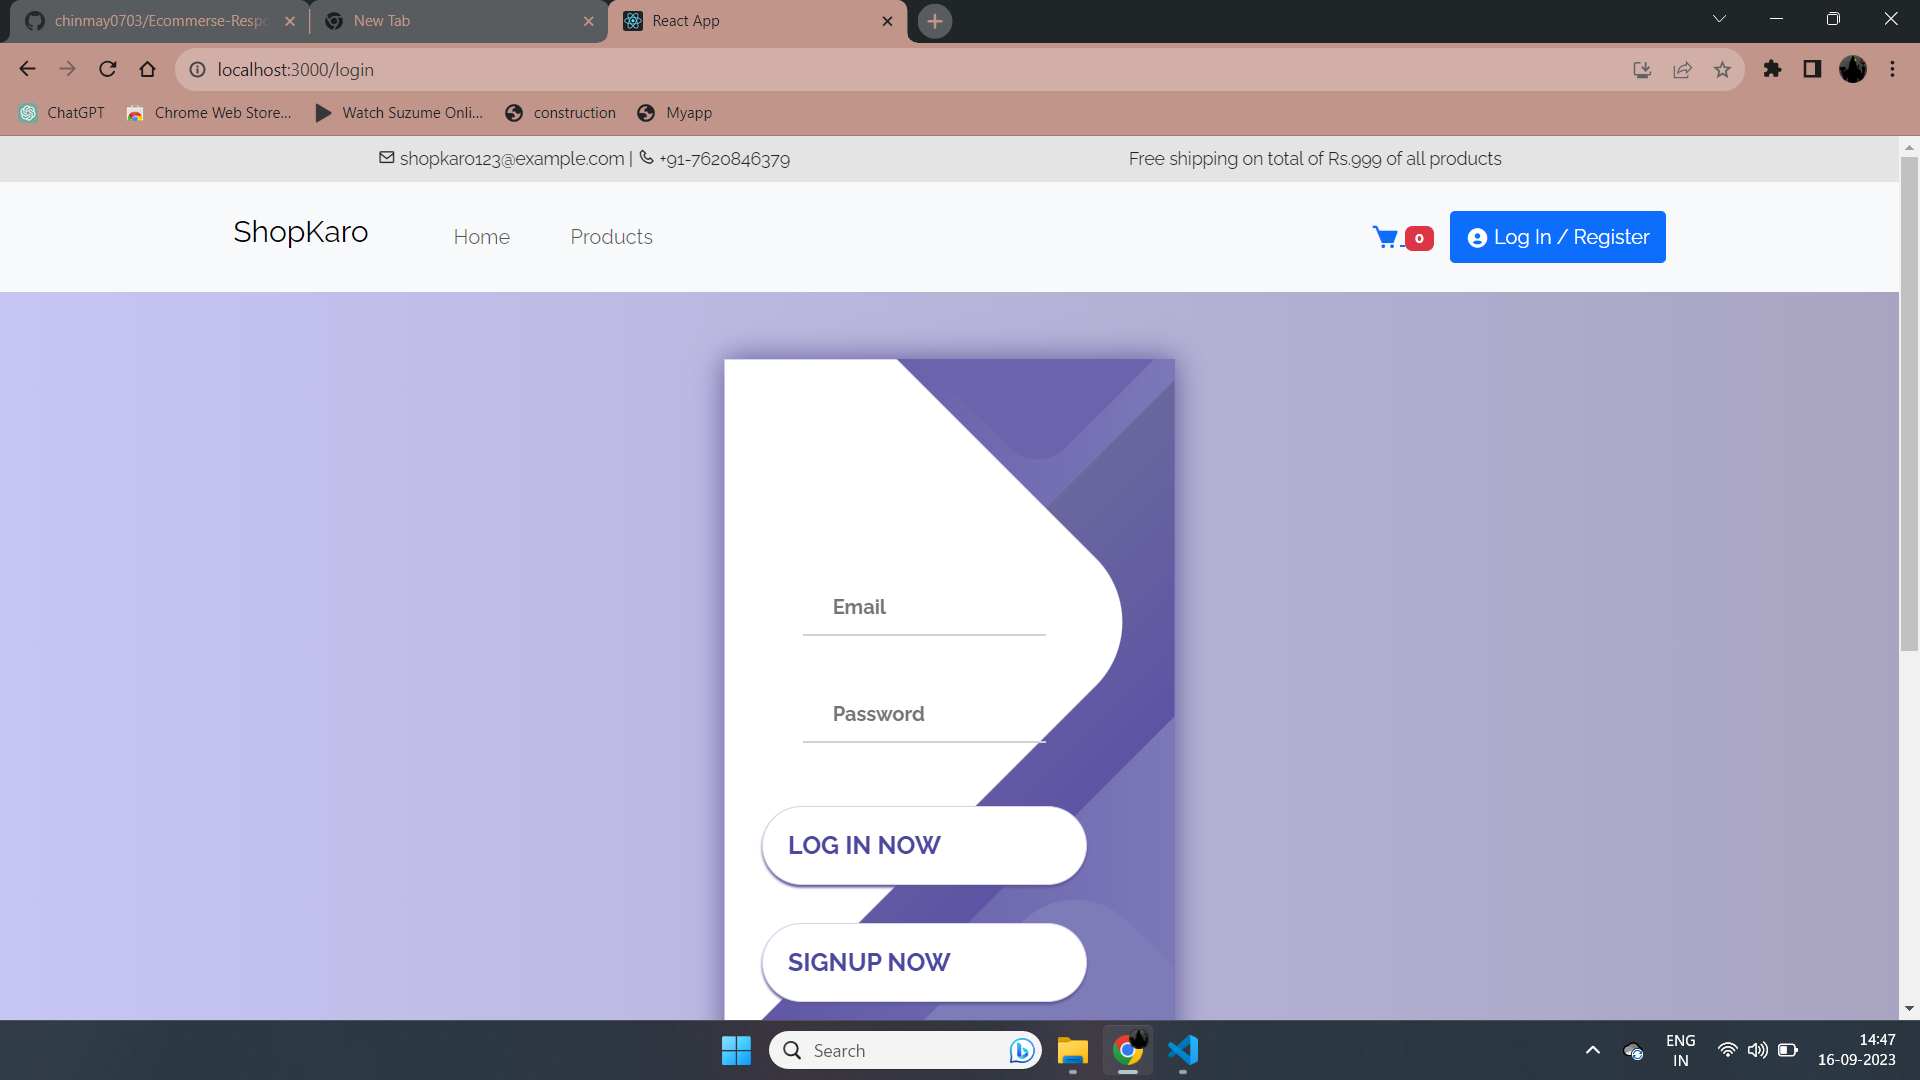 chinmay0703/Ecommerse-Resp
New Tab
React App
localhost:3000/login
ChatGPT
Chrome Web Store...
Watch Suzume Onli...
construction
Myapp
shopkaro123@example.com | +91-7620846379
Free shipping on total of Rs.999 of all products
ShopKaro
Home
Products
0
Log In / Register
Email
Password
LOG IN NOW
SIGNUP NOW
Search
ENG
IN
14:47
16-09-2023